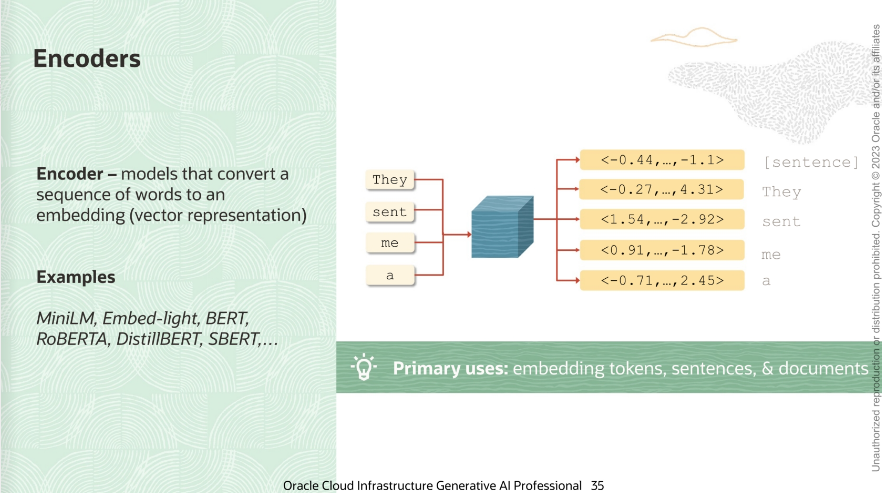 Encoders
Encoder – models that convert a
sequence of words to an
embedding (vector representation)
Examples
MiniLM, Embed-light, BERT,
RoBERTA, DistillBERT, SBERT,…
They
sent
me
a
<-0.44,…,-1.1> [sentence]
<-0.27,…,4.31> They
<1.54,…,-2.92> sent
<0.91,…,-1.78> me
<-0.71,…,2.45> a
Primary uses: embedding tokens, sentences, & documents
Unauthorized reproduction or distribution prohibited. Copyright © 2023 Oracle and/or its affiliates
Oracle Cloud Infrastructure Generative AI Professional 35